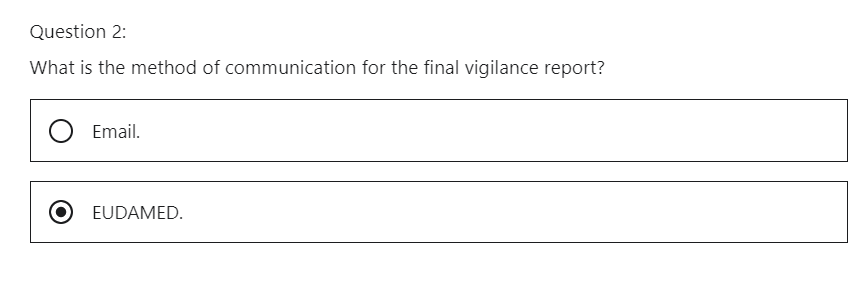 Question 2:
What is the method of communication for the final vigilance report?
Email.
EUDAMED.